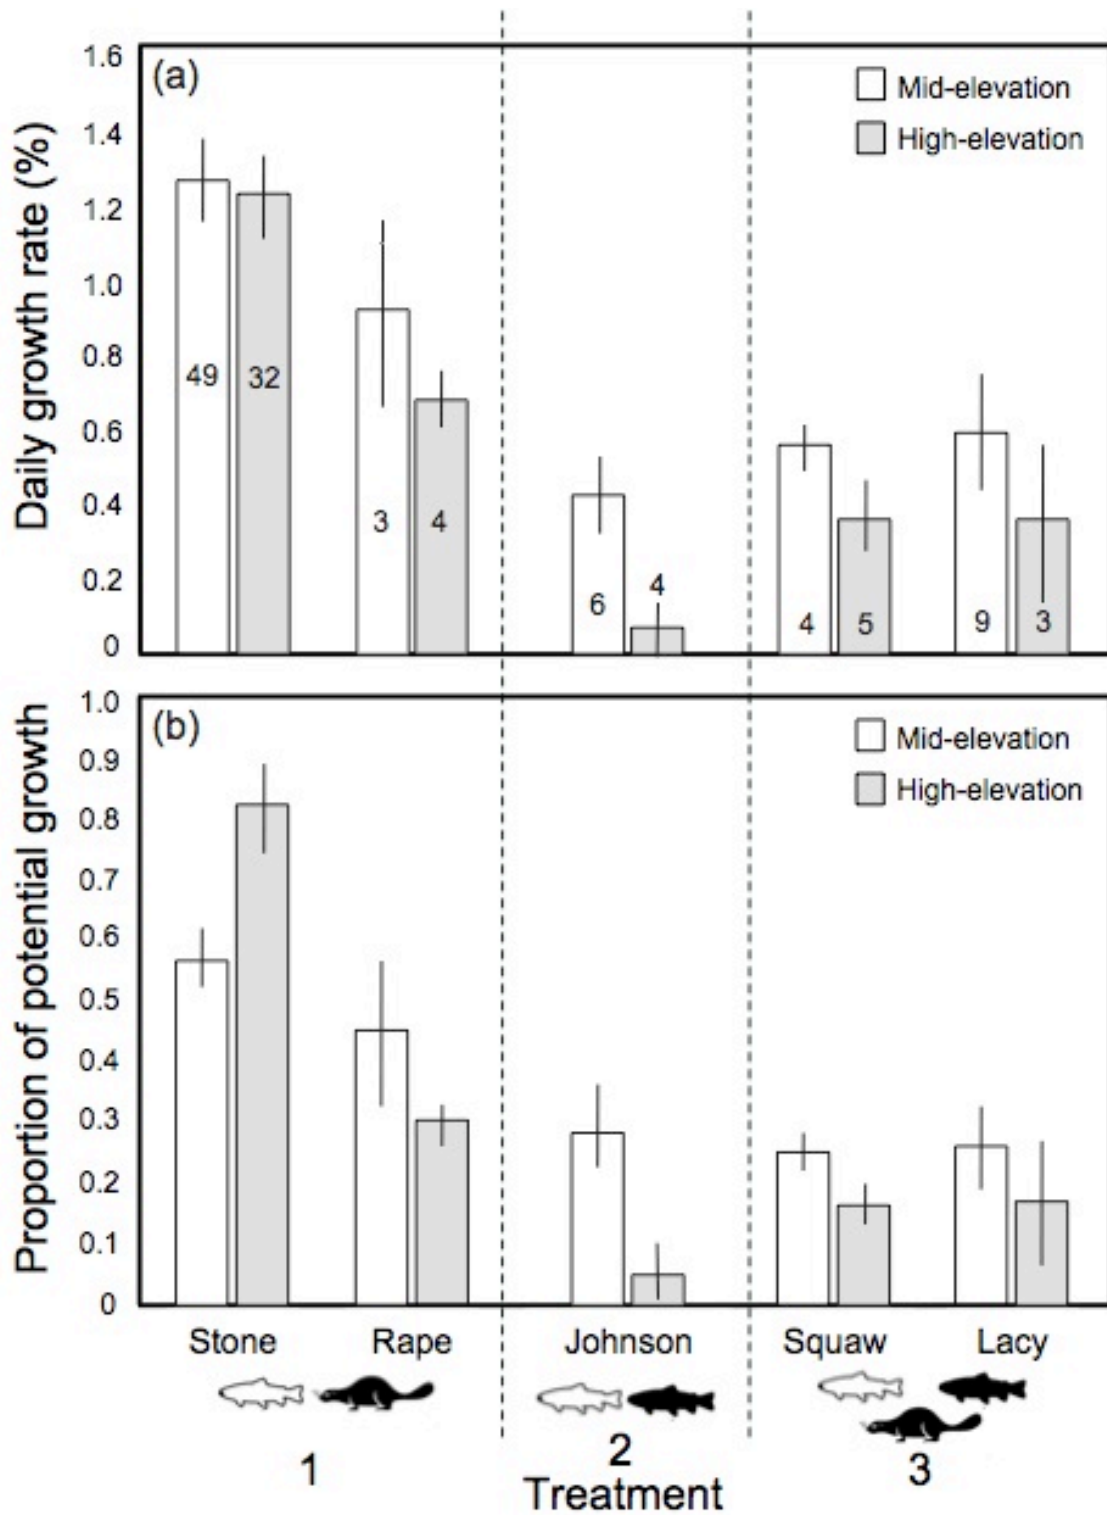 (a)
Mid-elevation
High-elevation
Daily growth rate (%)
1.6
1.4
1.2
1.0
0.8
0.6
0.4
0.2
0
49
32
3
4
6
4
4
5
9
3
(b)
Mid-elevation
High-elevation
Proportion of potential growth
1.0
0.9
0.8
0.7
0.6
0.5
0.4
0.3
0.2
0.1
0
Stone Rape Johnson Squaw Lacy
1 2 3
Treatment